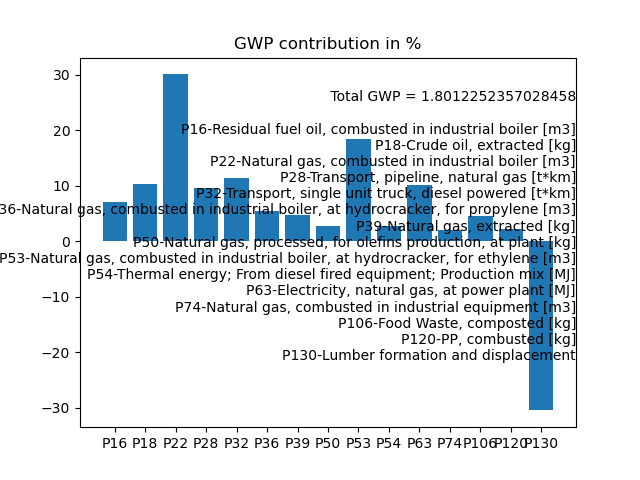 GWP contribution in %
30
20
10
0
−10
−20
−30
Total GWP = 1.8012252357028458
P16-Residual fuel oil, combusted in industrial boiler [m3]
P18-Crude oil, extracted [kg]
P22-Natural gas, combusted in industrial boiler [m3]
P28-Transport, pipeline, natural gas [t*km]
P32-Transport, single unit truck, diesel powered [t*km]
36-Natural gas, combusted in industrial boiler, at hydrocracker, for propylene [m3]
P39-Natural gas, extracted [kg]
P50-Natural gas, processed, for olefins production, at plant [kg]
P53-Natural gas, combusted in industrial boiler, at hydrocracker, for ethylene [m3]
P54-Thermal energy; From diesel fired equipment; Production mix [MJ]
P63-Electricity, natural gas, at power plant [MJ]
P74-Natural gas, combusted in industrial equipment [m3]
P106-Food Waste, composted [kg]
P120-PP, combusted [kg]
P130-Lumber formation and displacement
P16 P18 P22 P28 P32 P36 P39 P50 P53 P54 P63 P74 P106 P120 P130